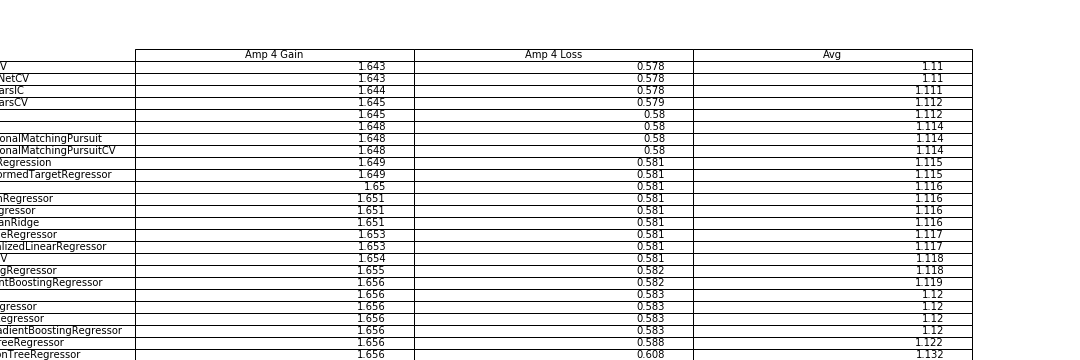 Amp 4 Gain Amp 4 Loss Avg
V 1.643 0.578 1.11
NetCV 1.643 0.578 1.11
arsIC 1.644 0.578 1.111
arsCV 1.645 0.579 1.112
1.645 0.58 1.112
1.648 0.58 1.114
onalMatchingPursuit 1.648 0.58 1.114
onalMatchingPursuitCV 1.648 0.58 1.114
Regression 1.649 0.581 1.115
ormedTargetRegressor 1.649 0.581 1.115
1.65 0.581 1.116
nRegressor 1.651 0.581 1.116
gressor 1.651 0.581 1.116
anRidge 1.651 0.581 1.116
eRegressor 1.653 0.581 1.117
alizedLinearRegressor 1.653 0.581 1.117
V 1.654 0.581 1.118
gRegressor 1.655 0.582 1.118
ntBoostingRegressor 1.656 0.582 1.119
1.656 0.583 1.12
gressor 1.656 0.583 1.12
Regressor 1.656 0.583 1.12
adientBoostingRegressor 1.656 0.583 1.12
reeRegressor 1.656 0.588 1.122
onTreeRegressor 1.656 0.608 1.132